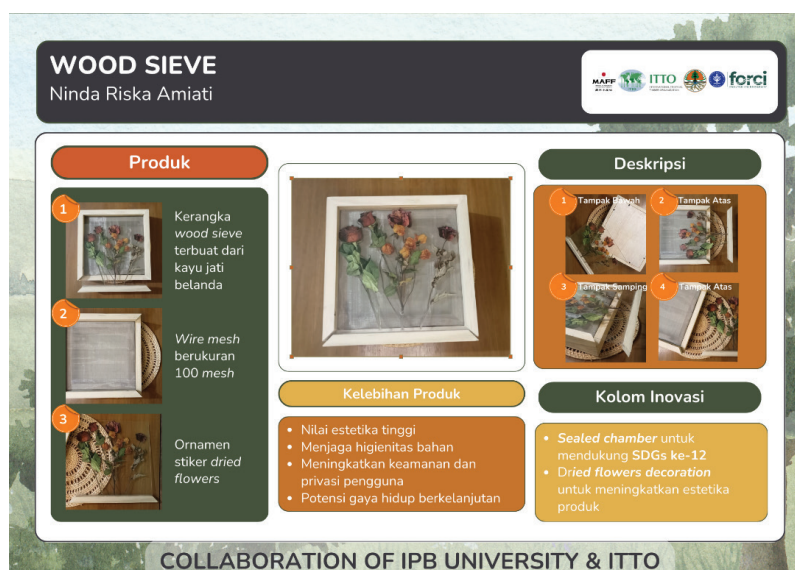 WOOD SIEVE
Ninda Riska Amiati
MAFF
ITTO
forci
Produk
1
Kerangka
wood sieve
terbuat dari
kayu jati
belanda
2
Wire mesh
berukuran
100 mesh
3
Ornamen
stiker dried
flowers
Kelebihan Produk
• Nilai estetika tinggi
• Menjaga higienitas bahan
• Meningkatkan keamanan dan
privasi pengguna
• Potensi gaya hidup berkelanjutan
Deskripsi
1 Tampak Bawah
2 Tampak Atas
3 Tampak Samping
4 Tampak Atas
Kolom Inovasi
• Sealed chamber untuk
mendukung SDGs ke-12
• Dried flowers decoration
untuk meningkatkan estetika
produk
COLLABORATION OF IPB UNIVERSITY & ITTO